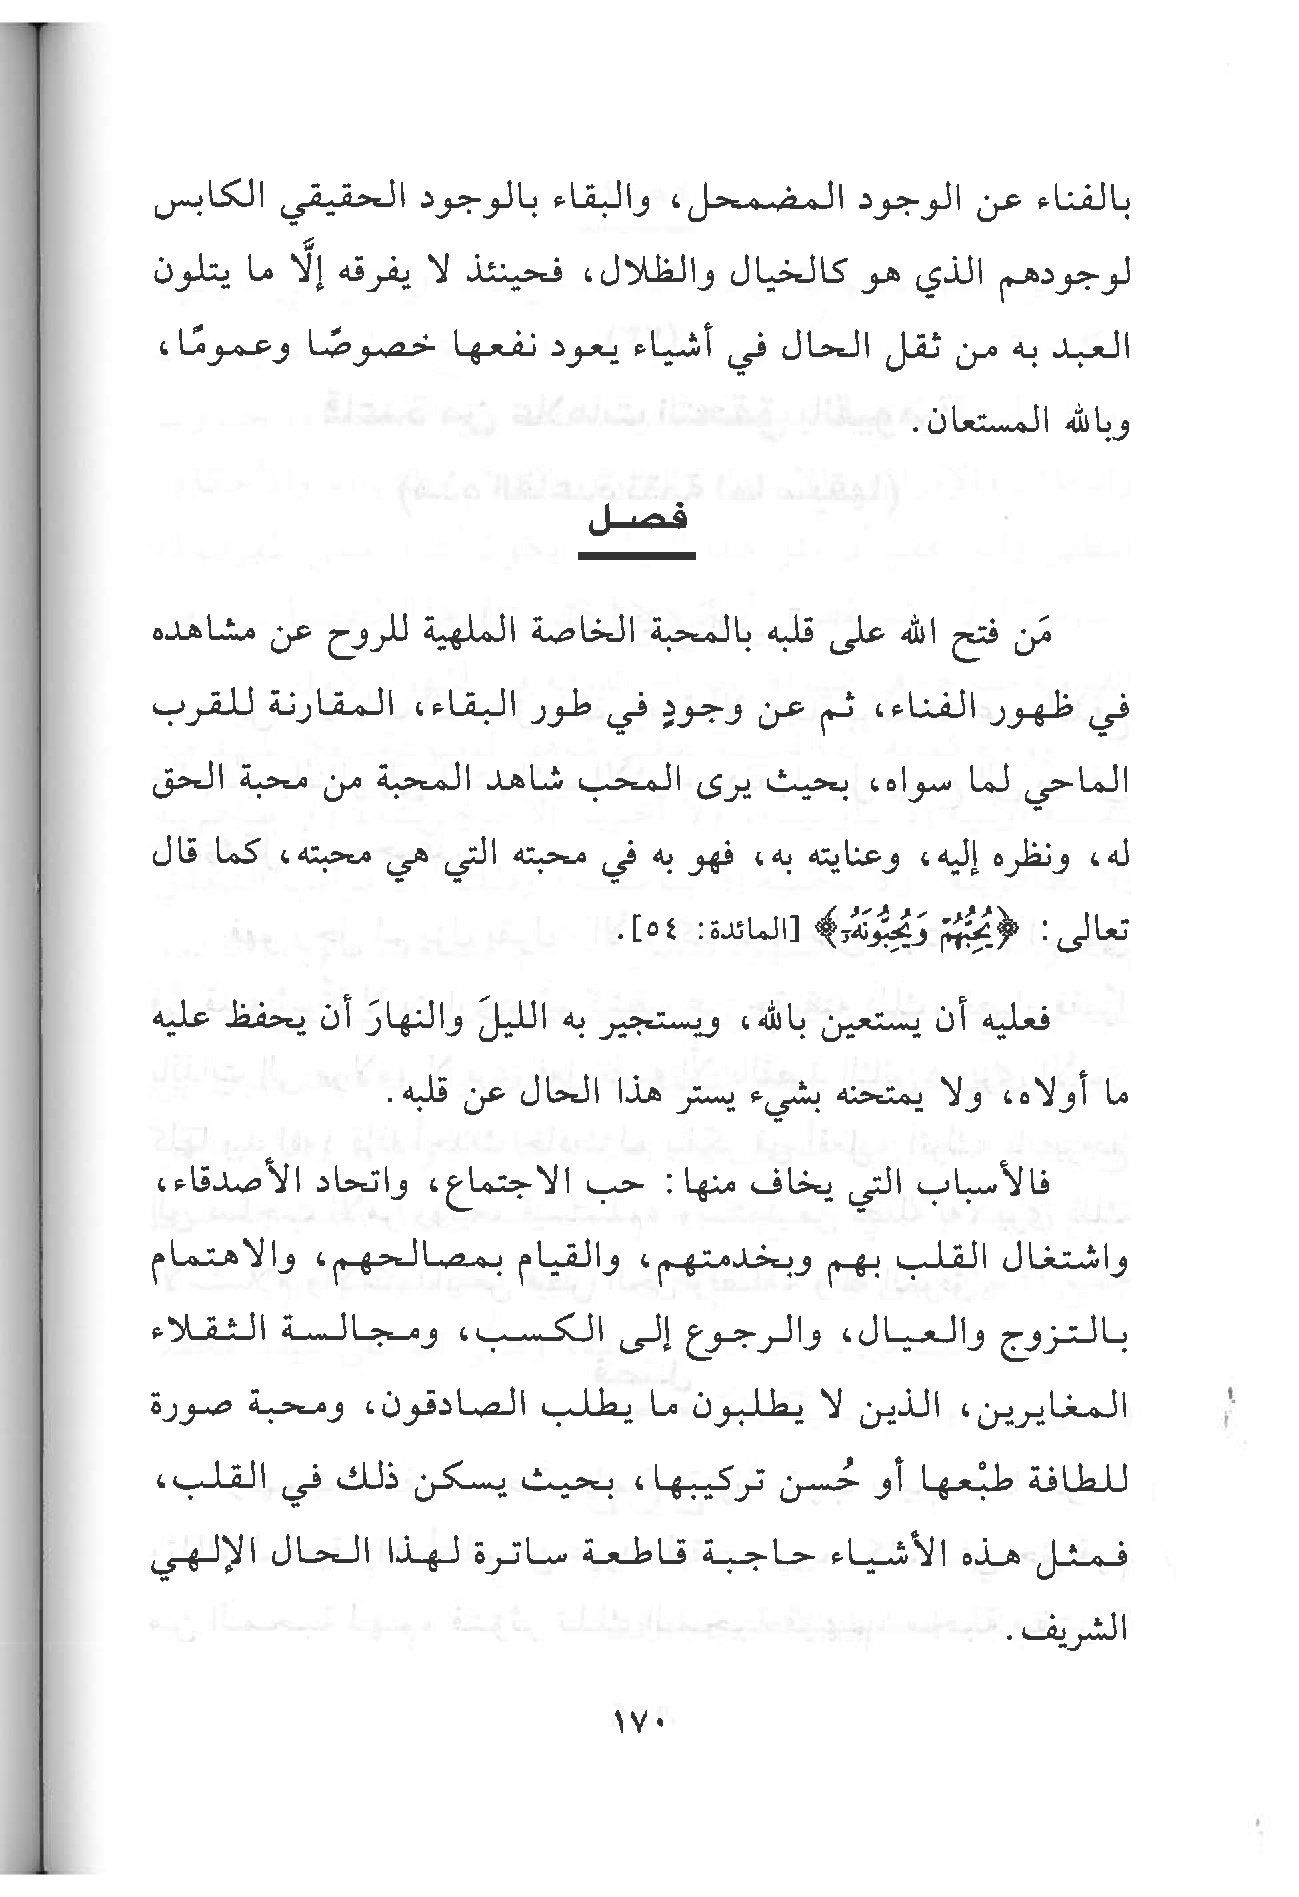 بالفناء عن الوجود المضمحل، والبقاء بالوجود الحقيقي الكابس
لوجودهم الذي هو كالخيال والظلال، فحينئذ لا يفرقه إلَّا ما يتلون
العبد به من ثقل الحال في أشياء يعود نفعها خصوصًا وعمومًا،
وبالله المستعان.
فصل
مَن فتح الله على قلبه بالمحبة الخاصة الملهية للروح عن مشاهده
في ظهور الفناء، ثم عن وجودٍ في طور البقاء، المقارنة للقرب
الماحي لما سواه، بحيث يرى المحب شاهد المحبة من محبة الحق
له، ونظره إليه، وعنايته به، فهو به في محبته التي هي محبته، كما قال
تعالى: ﴿يُحِبُّهُمْ وَيُحِبُّونَهُۥٓ﴾ [المائدة: ٥٤].
فعليه أن يستعين بالله، ويستجير به الليلَ والنهارَ أن يحفظ عليه
ما أولاه، ولا يمتحنه بشيء يستر هذا الحال عن قلبه.
فالأسباب التي يخاف منها: حب الاجتماع، واتحاد الأصدقاء،
واشتغال القلب بهم وبخدمتهم، والقيام بمصالحهم، والاهتمام
بالتزوج والعيال، والرجوع إلى الكسب، ومجالسة الثقلاء
المغايرين، الذين لا يطلبون ما يطلب الصادقون، ومحبة صورة
للطافة طبْعها أو حُسن تركيبها، بحيث يسكن ذلك في القلب،
فمثل هذه الأشياء حاجبة قاطعة ساترة لهذا الحال الإلهي
الشريف.
١٧٠